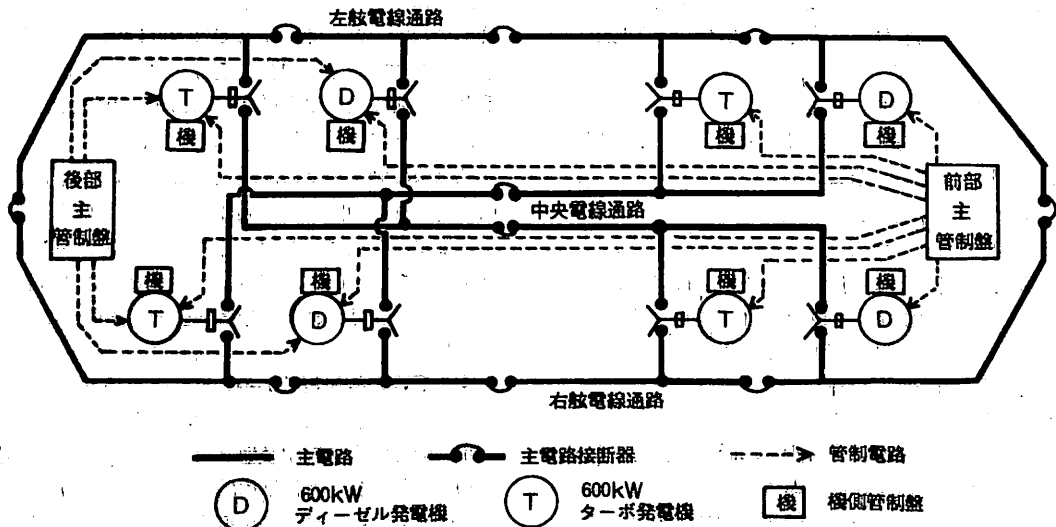 左舷電線通路
T
D
T
D
機
機
機
機
後部
主
管制盤
前部
主
管制盤
中央電線通路
機
機
機
機
T
D
T
D
右舷電線通路
主電路
主電路接断器
管制電路
D
600kW
ディーゼル発電機
T
600kW
ターボ発電機
機
機側管制盤